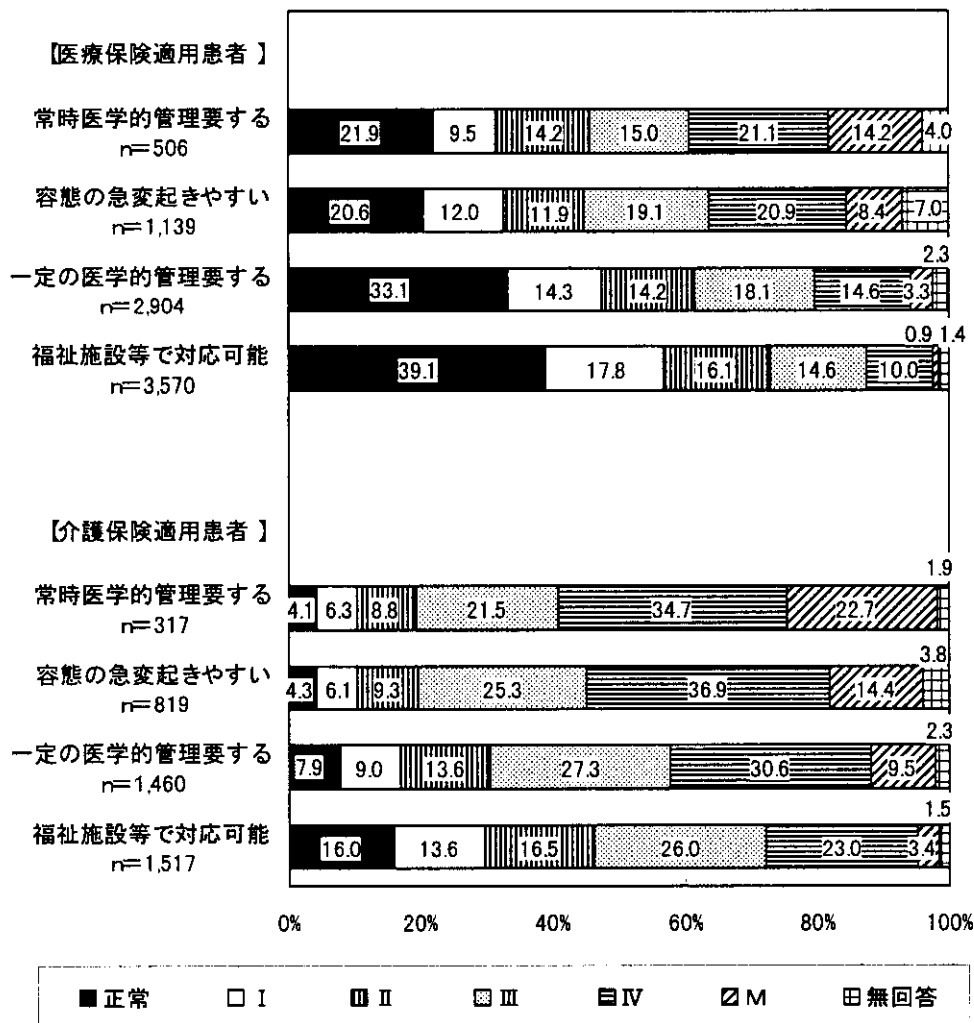 【医療保険適用患者 】
常時医学的管理要する
n=506
21.9 9.5 14.2 15.0 21.1 14.2 4.0
容態の急変起きやすい
n=1,139
20.6 12.0 11.9 19.1 20.9 8.4 7.0
2.3
一定の医学的管理要する
n=2,904
33.1 14.3 14.2 18.1 14.6 3.3
0.9 1.4
福祉施設等で対応可能
n=3,570
39.1 17.8 16.1 14.6 10.0
【介護保険適用患者 】
1.9
常時医学的管理要する
n=317
4.1 6.3 8.8 21.5 34.7 22.7
3.8
容態の急変起きやすい
n=819
4.3 6.1 9.3 25.3 36.9 14.4
2.3
一定の医学的管理要する
n=1,460
7.9 9.0 13.6 27.3 30.6 9.5
1.5
福祉施設等で対応可能
n=1,517
16.0 13.6 16.5 26.0 23.0 3.4
0% 20% 40% 60% 80% 100%
正常 Ⅰ Ⅱ Ⅲ Ⅳ M 無回答